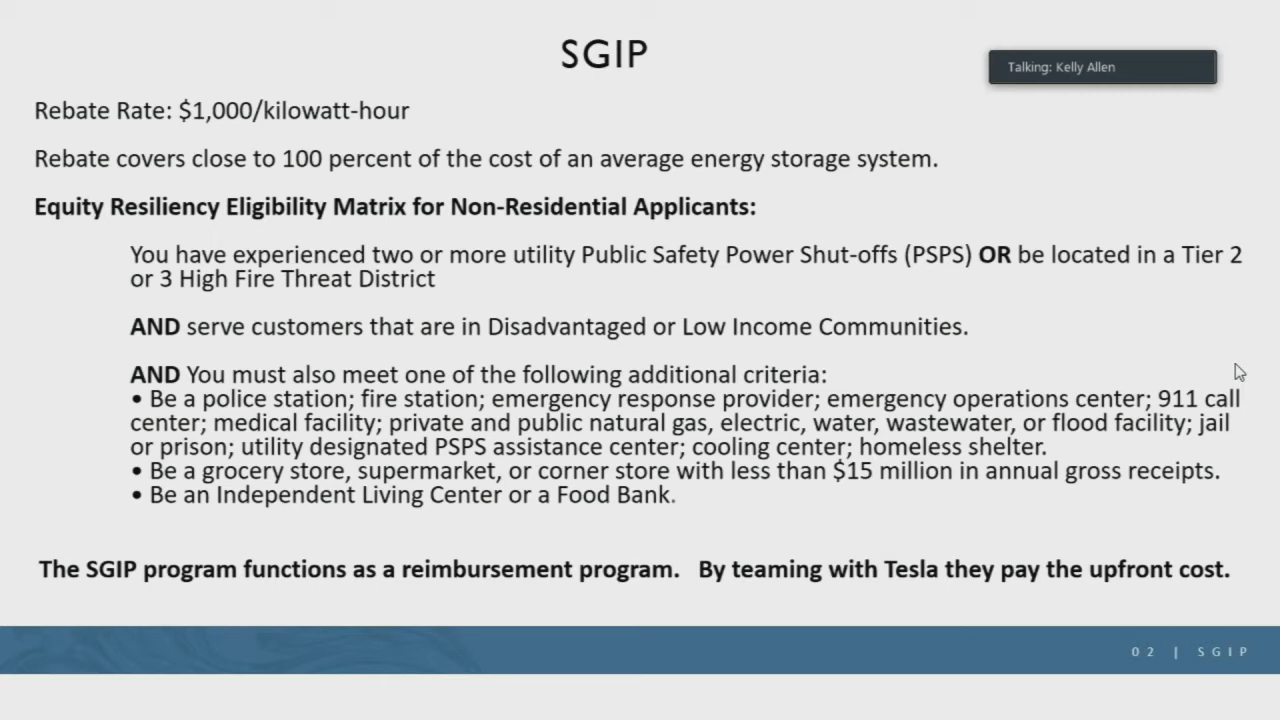 SGIP
Talking: Kelly Allen
Rebate Rate: $1,000/kilowatt-hour
Rebate covers close to 100 percent of the cost of an average energy storage system.
Equity Resiliency Eligibility Matrix for Non-Residential Applicants:
You have experienced two or more utility Public Safety Power Shut-offs (PSPS) OR be located in a Tier 2
or 3 High Fire Threat District
AND serve customers that are in Disadvantaged or Low Income Communities.
AND You must also meet one of the following additional criteria:
• Be a police station; fire station; emergency response provider; emergency operations center; 911 call
center; medical facility; private and public natural gas, electric, water, wastewater, or flood facility; jail
or prison; utility designated PSPS assistance center; cooling center; homeless shelter.
• Be a grocery store, supermarket, or corner store with less than $15 million in annual gross receipts.
• Be an Independent Living Center or a Food Bank.
The SGIP program functions as a reimbursement program. By teaming with Tesla they pay the upfront cost.
02 | SGIP